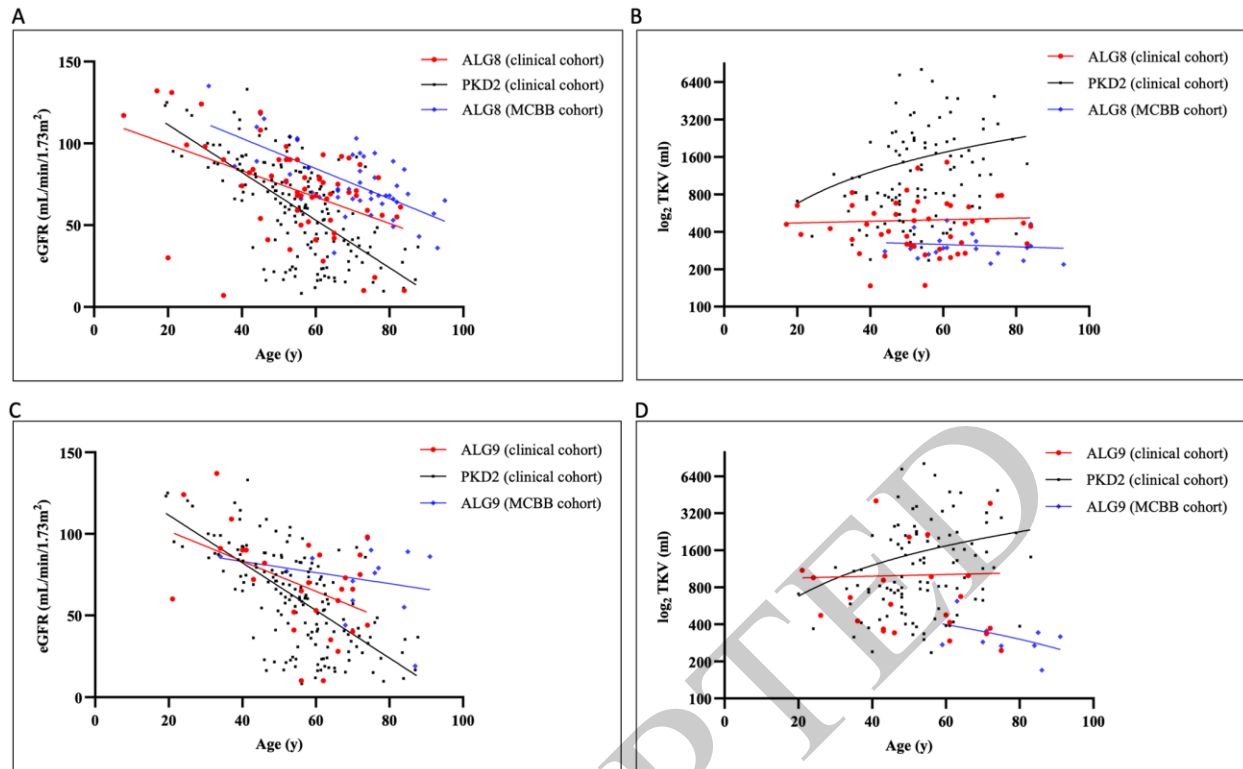 A
ALG8 (clinical cohort)
PKD2 (clinical cohort)
ALG8 (MCBB cohort)
150
100
50
0
eGFR (mL/min/1.73m²)
0 20 40 60 80 100
Age (y)
B
ALG8 (clinical cohort)
PKD2 (clinical cohort)
ALG8 (MCBB cohort)
6400
3200
1600
800
400
200
100
log₂ TKV (ml)
0 20 40 60 80 100
Age (y)
C
ALG9 (clinical cohort)
PKD2 (clinical cohort)
ALG9 (MCBB cohort)
150
100
50
0
eGFR (mL/min/1.73m²)
0 20 40 60 80 100
Age (y)
D
ALG9 (clinical cohort)
PKD2 (clinical cohort)
ALG9 (MCBB cohort)
6400
3200
1600
800
400
200
100
log₂ TKV (ml)
0 20 40 60 80 100
Age (y)
PTED